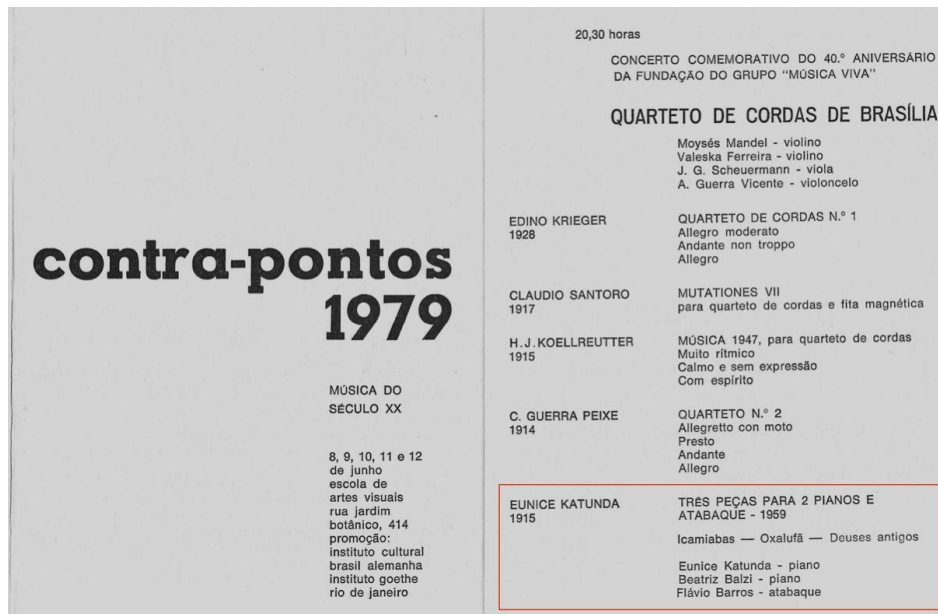 contra-pontos
1979
MÚSICA DO
SÉCULO XX
8, 9, 10, 11 e 12
de junho
escola de
artes visuais
rua jardim
botânico, 414
promoção:
instituto cultural
brasil alemanha
instituto goethe
rio de janeiro
20,30 horas
CONCERTO COMEMORATIVO DO 40.º ANIVERSÁRIO
DA FUNDAÇÃO DO GRUPO "MÚSICA VIVA"
QUARTETO DE CORDAS DE BRASÍLIA
Moysés Mandel - violino
Valeska Ferreira - violino
J. G. Scheuermann - viola
A. Guerra Vicente - violoncelo
EDINO KRIEGER QUARTETO DE CORDAS N.º 1
1928 Allegro moderato
Andante non troppo
Allegro
CLAUDIO SANTORO MUTATIONES VII
1917 para quarteto de cordas e fita magnética
H.J.KOELLREUTTER MÚSICA 1947, para quarteto de cordas
1915 Muito rítmico
Calmo e sem expressão
Com espírito
C. GUERRA PEIXE QUARTETO N.º 2
1914 Allegretto con moto
Presto
Andante
Allegro
EUNICE KATUNDA TRÊS PEÇAS PARA 2 PIANOS E
1915 ATABAQUE - 1959
Icamiabas — Oxalufã — Deuses antigos
Eunice Katunda - piano
Beatriz Balzi - piano
Flávio Barros - atabaque